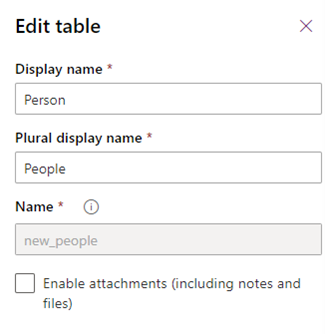 Edit table
Display name *
Person
Plural display name *
People
Name *
new_people
Enable attachments (including notes and
files)